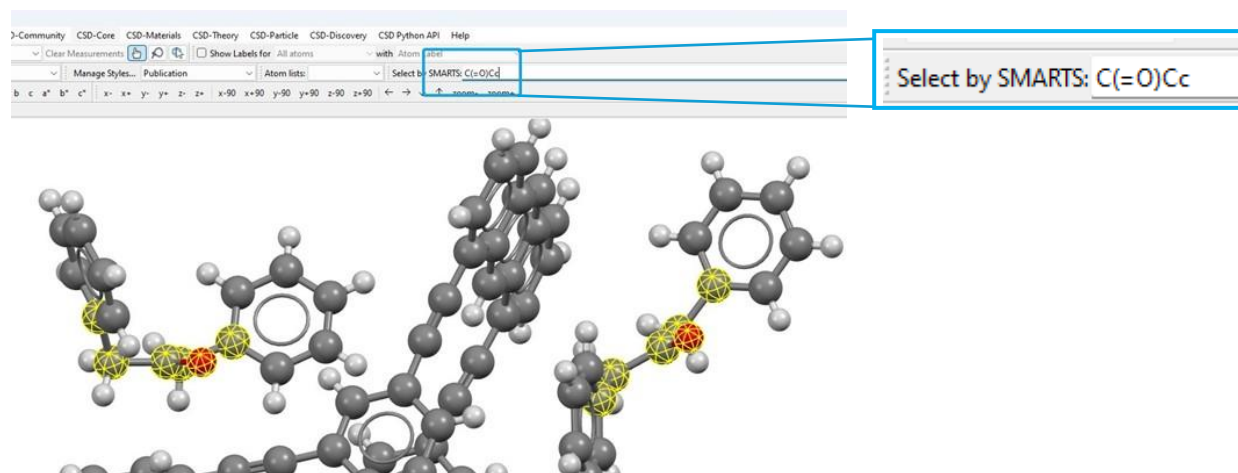 D-Community CSD-Core CSD-Materials CSD-Theory CSD-Particle CSD-Discovery CSD Python API Help
Clear Measurements Show Labels for All atoms with Atom Label
Manage Styles... Publication Atom lists: Select by SMARTS: C(=O)Cc
b c a* b* c* x- x+ y- y+ z- z+ x-90 x+90 y-90 y+90 z-90 z+90 ← → ↓ ↑ zoom- zoom+
Select by SMARTS: C(=O)Cc